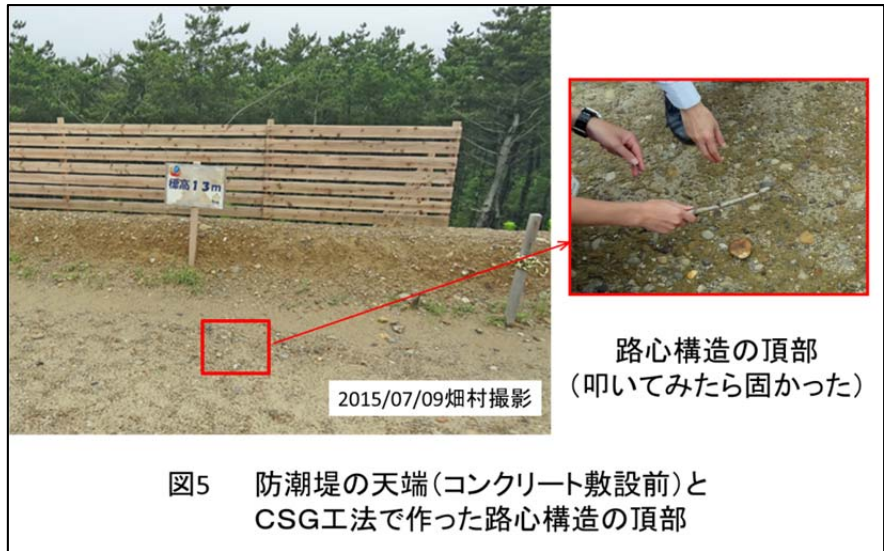 標高13m
2015/07/09畑村撮影
路心構造の頂部
（叩いてみたら固かった）
図5 防潮堤の天端（コンクリート敷設前）と
CSG工法で作った路心構造の頂部